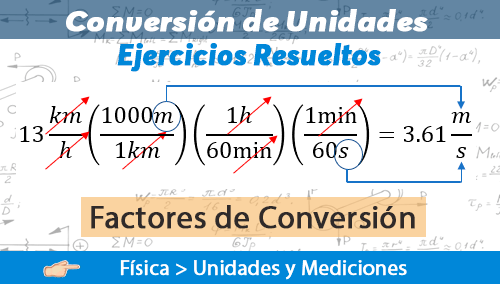 Conversión de Unidades
Ejercicios Resueltos
13 km/h (1000m/1km) (1h/60min) (1min/60s) = 3.61 m/s
Factores de Conversión
Física > Unidades y Mediciones